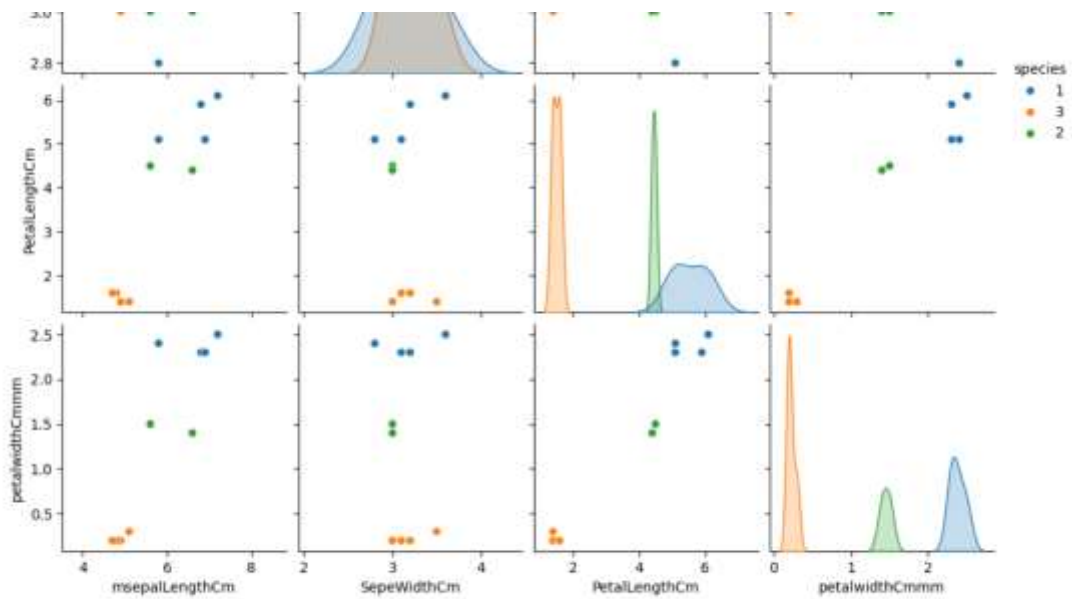 3.0
2.8
species
1
3
2
PetalLengthCm
6
5
4
3
2
petalwidthCmmm
2.5
2.0
1.5
1.0
0.5
4 6 8
2 3 4
2 4 6
0 1 2
msepalLengthCm
SepeWidthCm
PetalLengthCm
petalwidthCmmm